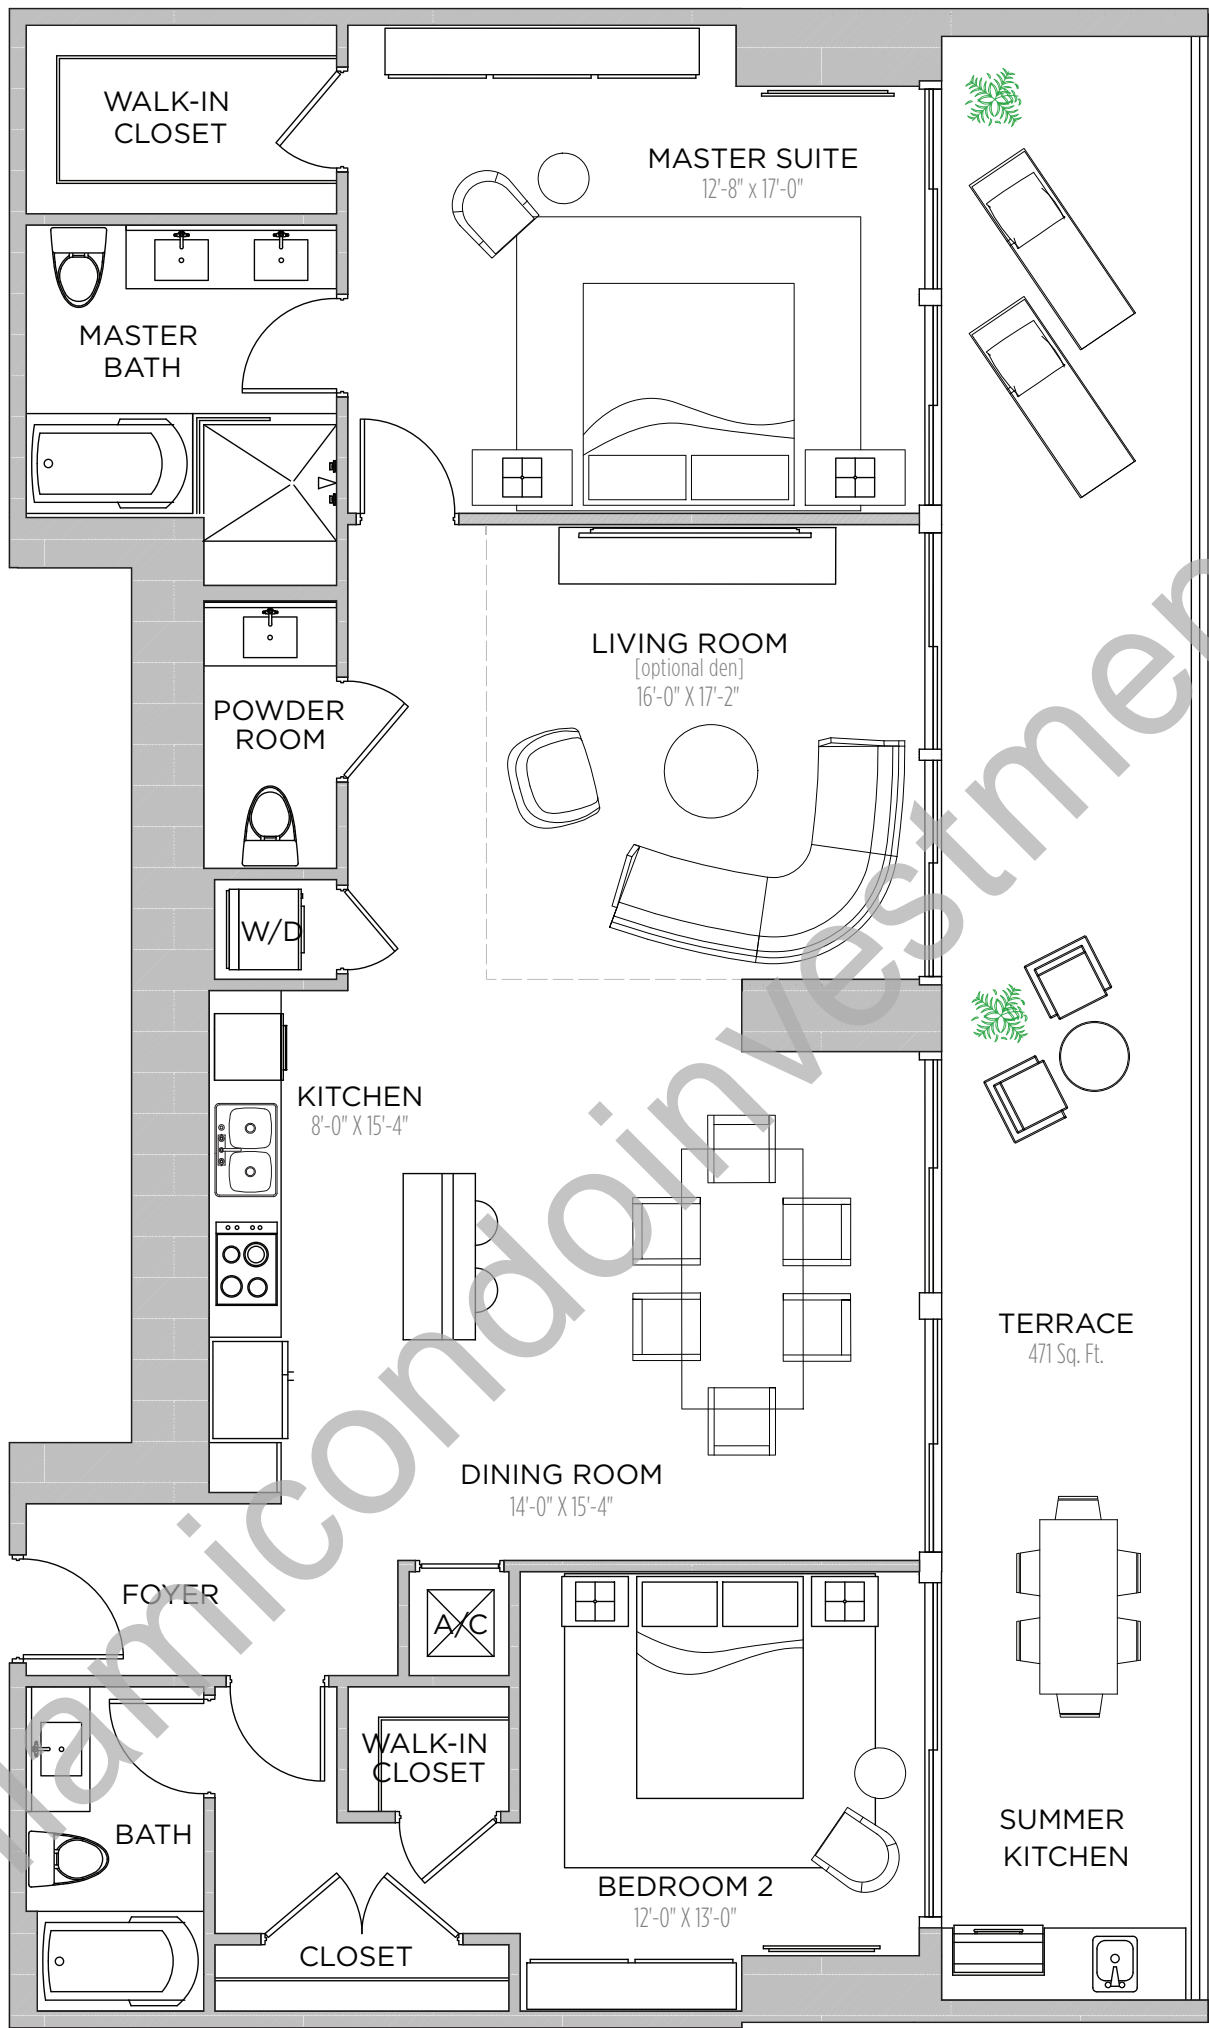 WALK-IN
CLOSET
MASTER SUITE
12'-8" x 17'-0"
MASTER
BATH
LIVING ROOM
[optional den]
16'-0" X 17'-2"
POWDER
ROOM
W/D
KITCHEN
8'-0" X 15'-4"
TERRACE
471 Sq. Ft.
DINING ROOM
14'-0" X 15'-4"
FOYER
A/C
WALK-IN
CLOSET
BATH
SUMMER
KITCHEN
BEDROOM 2
12'-0" X 13'-0"
CLOSET
iamicondoinvestmen